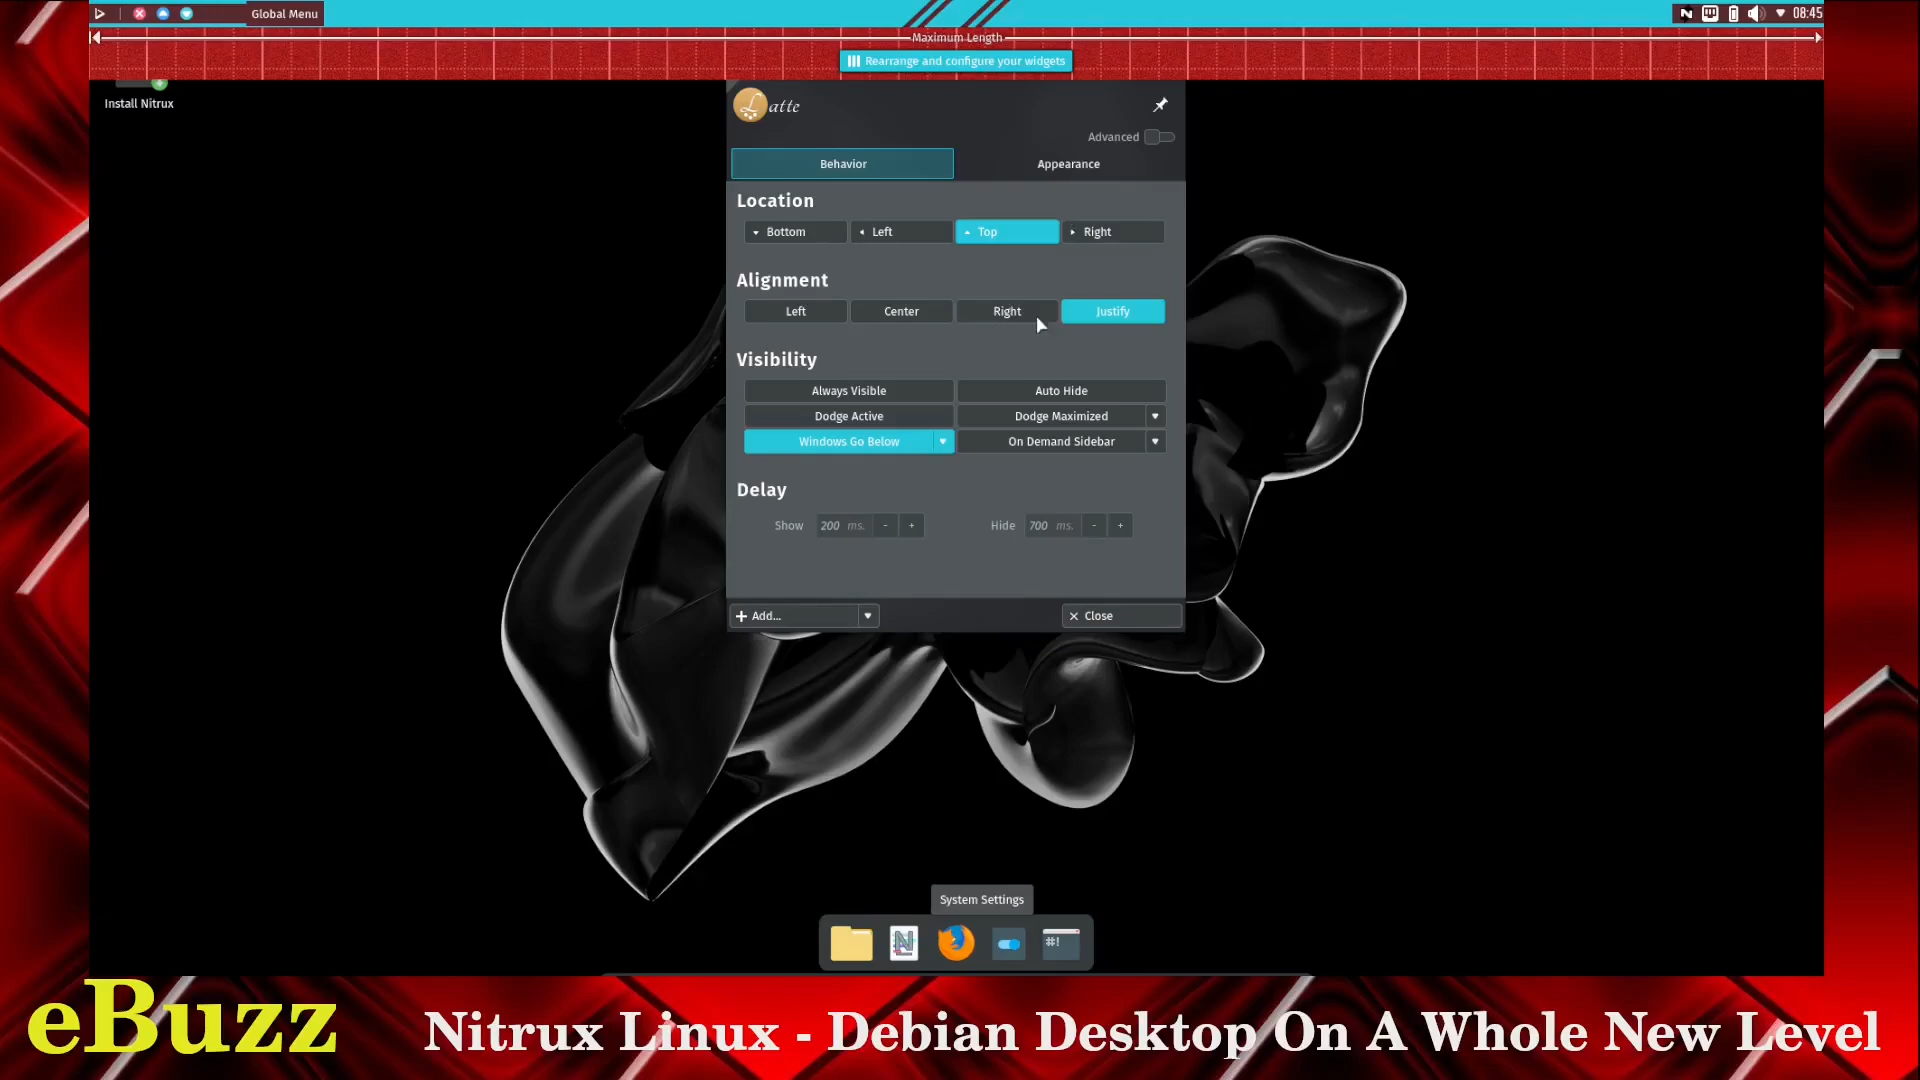 Global Menu
08:45
Maximum Length
Rearrange and configure your widgets
Install Nitrux
Latte
Advanced
Behavior Appearance
Location
Bottom Left Top Right
Alignment
Left Center Right Justify
Visibility
Always Visible Auto Hide
Dodge Active Dodge Maximized
Windows Go Below On Demand Sidebar
Delay
Show 200 ms. - + Hide 700 ms. - +
+ Add... × Close
System Settings
#!
eBuzz Nitrux Linux - Debian Desktop On A Whole New Level